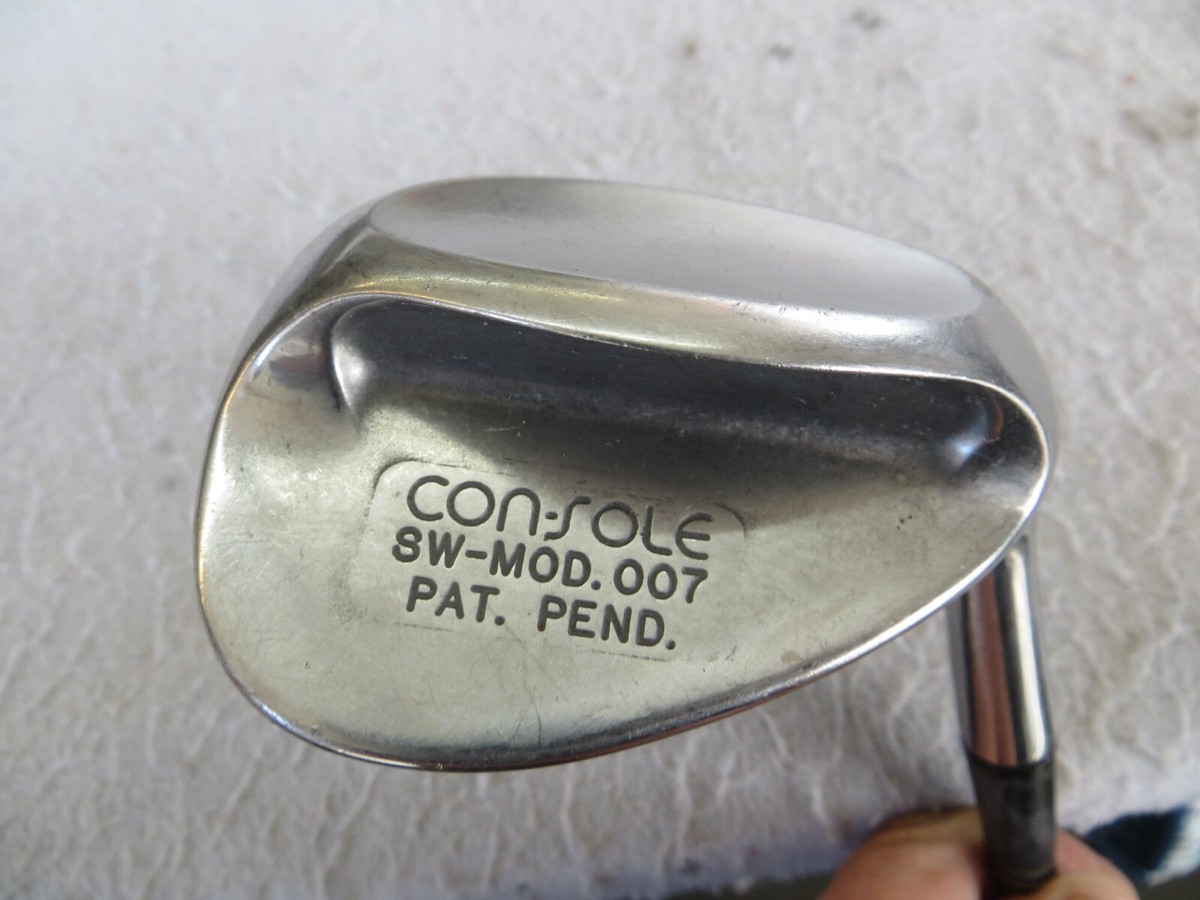 CON-SOLE
SW-MOD. 007
PAT. PEND.